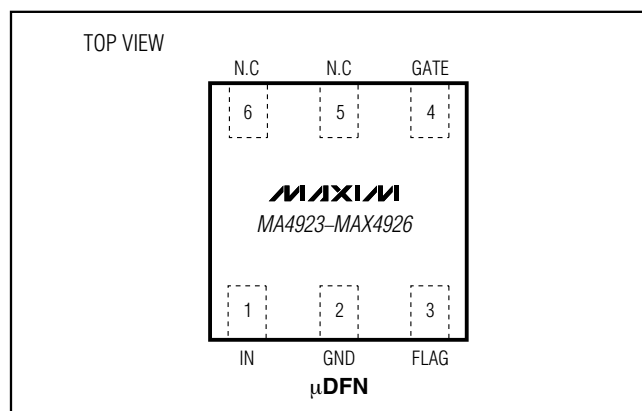 TOP VIEW
N.C N.C GATE
6 5 4
MAXIM
MA4923–MAX4926
1 2 3
IN GND FLAG
µDFN